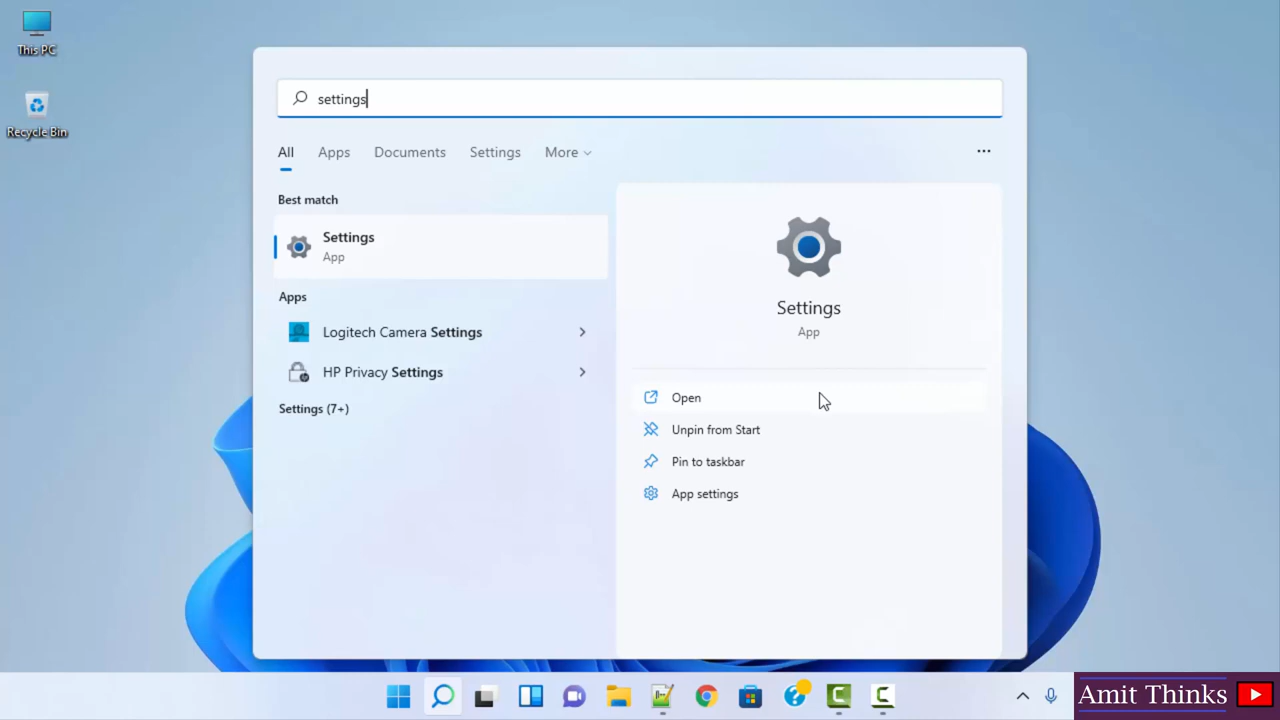 This PC
Recycle Bin
settings
All Apps Documents Settings More
Best match
Settings
App
Apps
Logitech Camera Settings
HP Privacy Settings
Settings (7+)
Settings
App
Open
Unpin from Start
Pin to taskbar
App settings
Amit Thinks